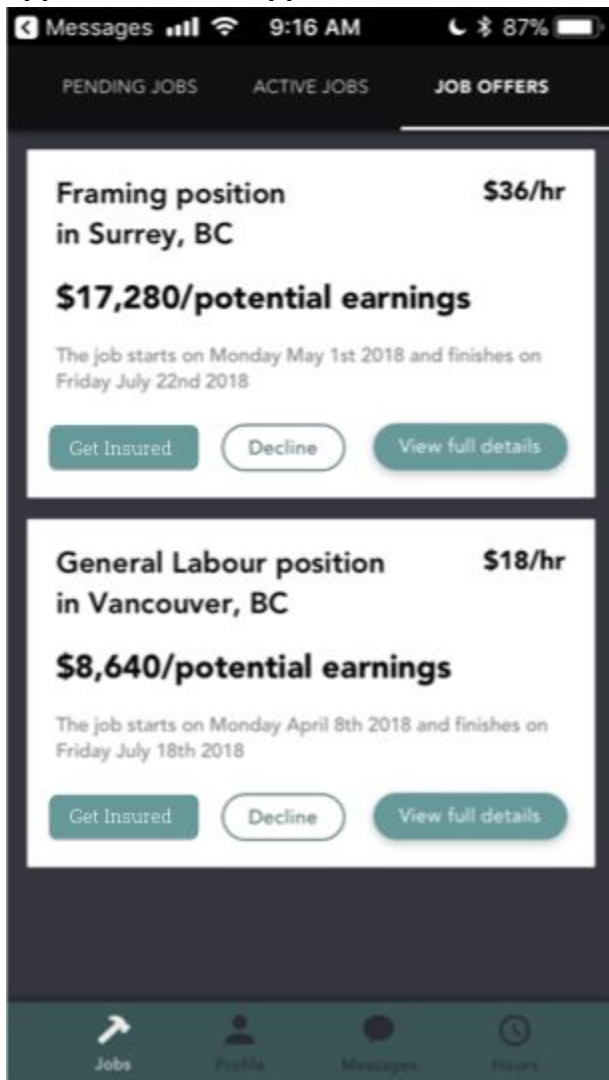 Messages 9:16 AM 87%
PENDING JOBS ACTIVE JOBS JOB OFFERS
Framing position $36/hr
in Surrey, BC
$17,280/potential earnings
The job starts on Monday May 1st 2018 and finishes on
Friday July 22nd 2018
Get Insured Decline View full details
General Labour position $18/hr
in Vancouver, BC
$8,640/potential earnings
The job starts on Monday April 8th 2018 and finishes on
Friday July 18th 2018
Get Insured Decline View full details
Jobs Profile Messages Hours